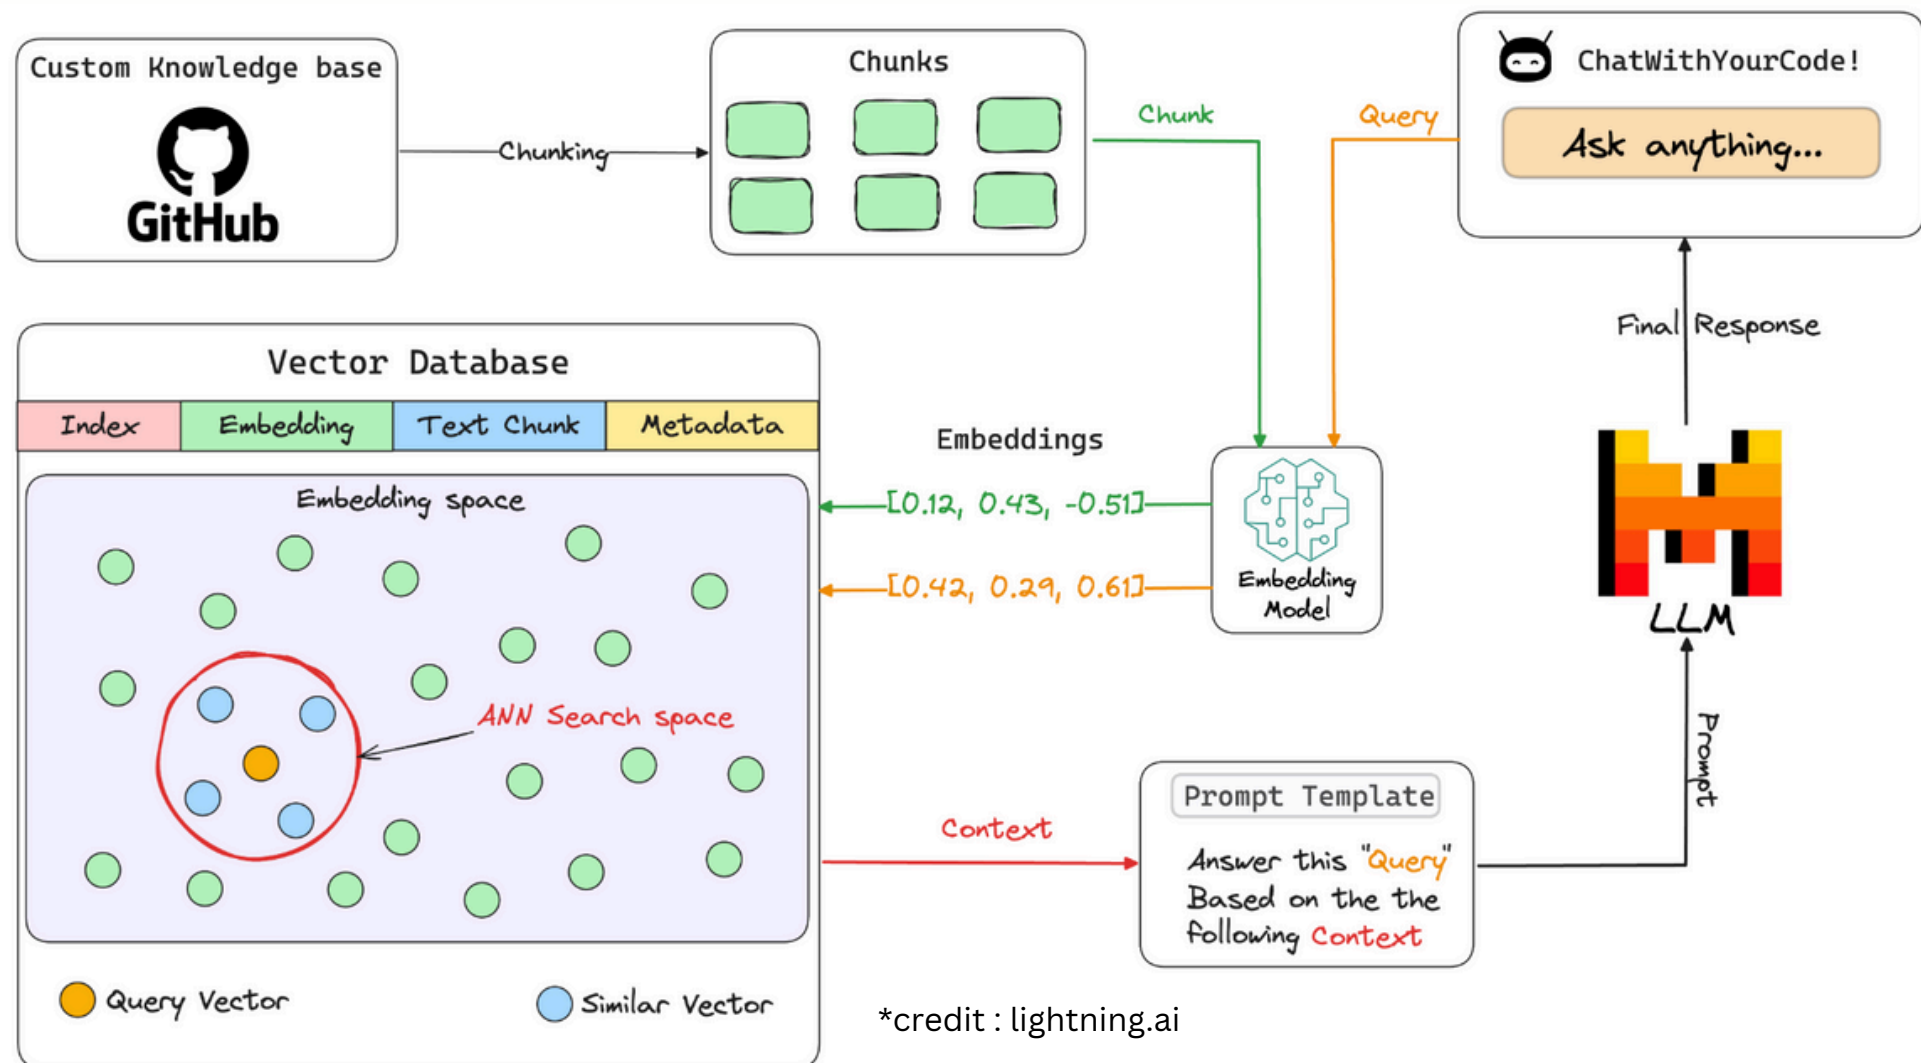 Custom Knowledge base
GitHub
Chunking
Chunks
Chunk
Query
ChatWithYourCode!
Ask anything...
Vector Database
Index
Embedding
Text Chunk
Metadata
Embedding space
ANN Search space
Query Vector
Similar Vector
Embeddings
[0.12, 0.43, -0.51]
[0.42, 0.29, 0.61]
Embedding
Model
Context
Prompt Template
Answer this "Query"
Based on the the
following Context
Prompt
LLM
Final Response
*credit : lightning.ai